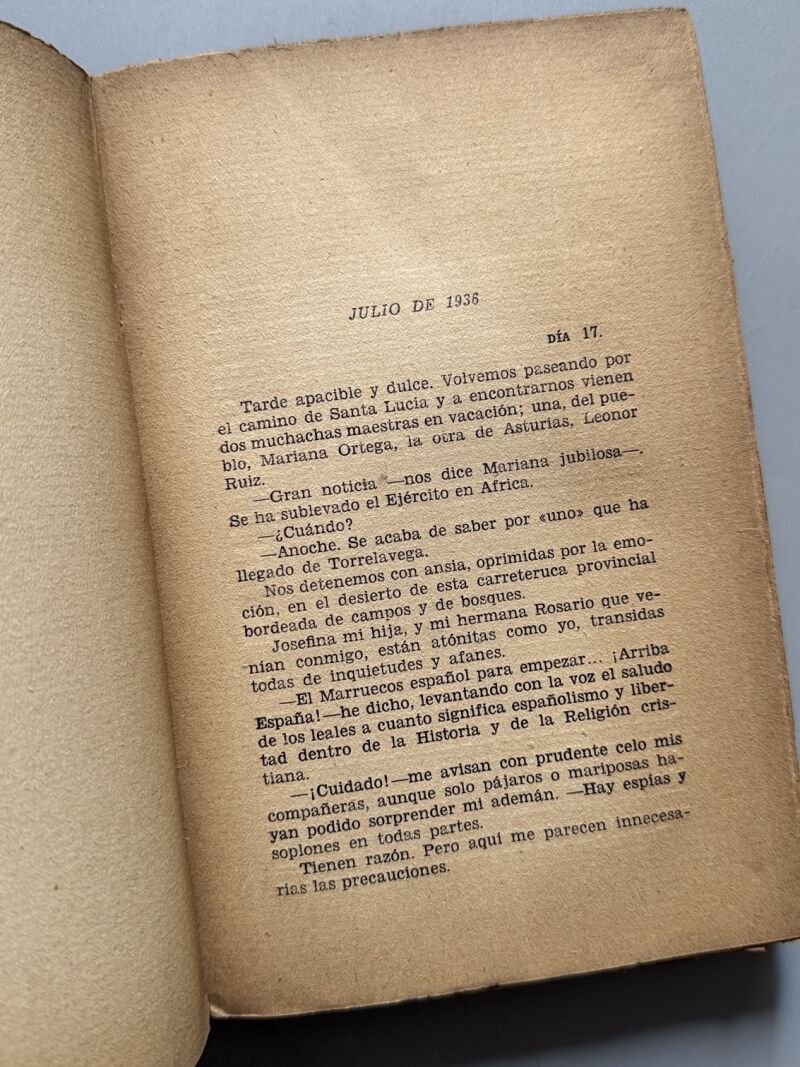 JULIO DE 1936
DÍA 17.
Tarde apacible y dulce. Volvemos paseando por
el camino de Santa Lucía y a encontrarnos vienen
dos muchachas maestras en vacación; una, del pue-
blo, Mariana Ortega, la otra de Asturias, Leonor
Ruiz.
—Gran noticia —nos dice Mariana jubilosa—.
Se ha sublevado el Ejército en Africa.
—¿Cuándo?
—Anoche. Se acaba de saber por «uno» que ha
llegado de Torrelavega.
Nos detenemos con ansia, oprimidas por la emo-
ción, en el desierto de esta carreteruca provincial
bordeada de campos y de bosques.
Josefina mi hija, y mi hermana Rosario que ve-
nían conmigo, están atónitas como yo, transidas
todas de inquietudes y afanes.
—El Marruecos español para empezar... ¡Arriba
España!—he dicho, levantando con la voz el saludo
de los leales a cuanto significa españolismo y liber-
tad dentro de la Historia y de la Religión cris-
tiana.
—¡Cuidado!—me avisan con prudente celo mis
compañeras, aunque solo pájaros o mariposas ha-
yan podido sorprender mi ademán. —Hay espías y
soplones en todas partes.
Tienen razón. Pero aquí me parecen innecesa-
rias las precauciones.